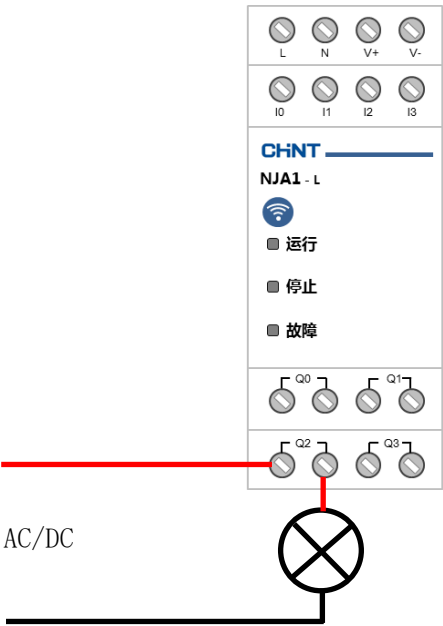 L N V+ V-
I0 I1 I2 I3
CHNT
NJA1 - L
运行
停止
故障
Q0 Q1
Q2 Q3
AC/DC